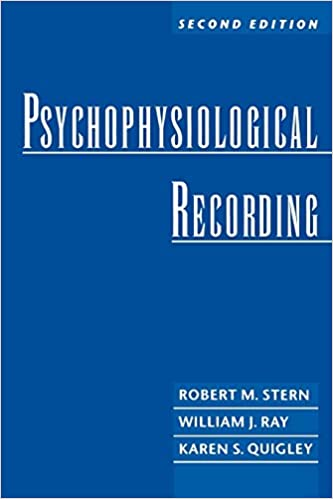 SECOND EDITION
PSYCHOPHYSIOLOGICAL
RECORDING
ROBERT M. STERN
WILLIAM J. RAY
KAREN S. QUIGLEY